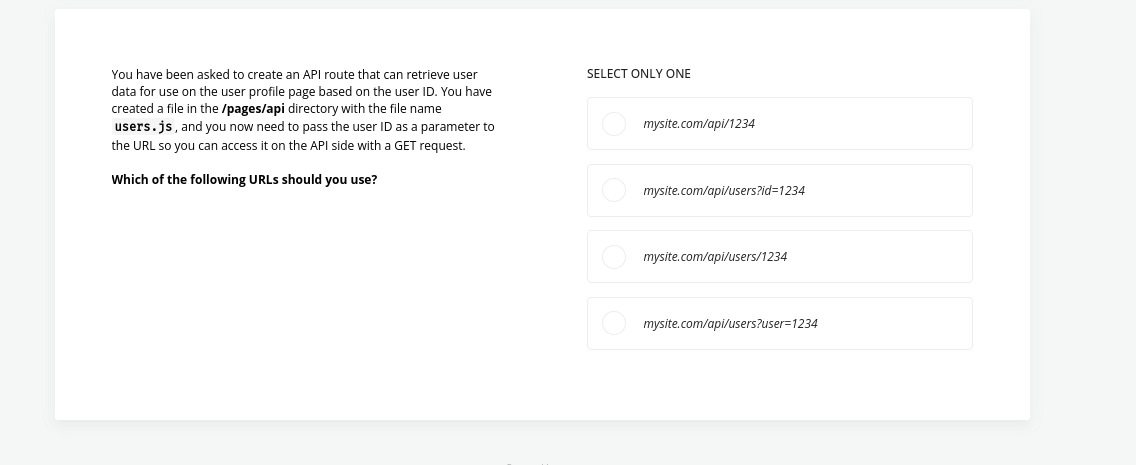 You have been asked to create an API route that can retrieve user
data for use on the user profile page based on the user ID. You have
created a file in the /pages/api directory with the file name
users.js, and you now need to pass the user ID as a parameter to
the URL so you can access it on the API side with a GET request.
Which of the following URLs should you use?
SELECT ONLY ONE
mysite.com/api/1234
mysite.com/api/users?id=1234
mysite.com/api/users/1234
mysite.com/api/users?user=1234